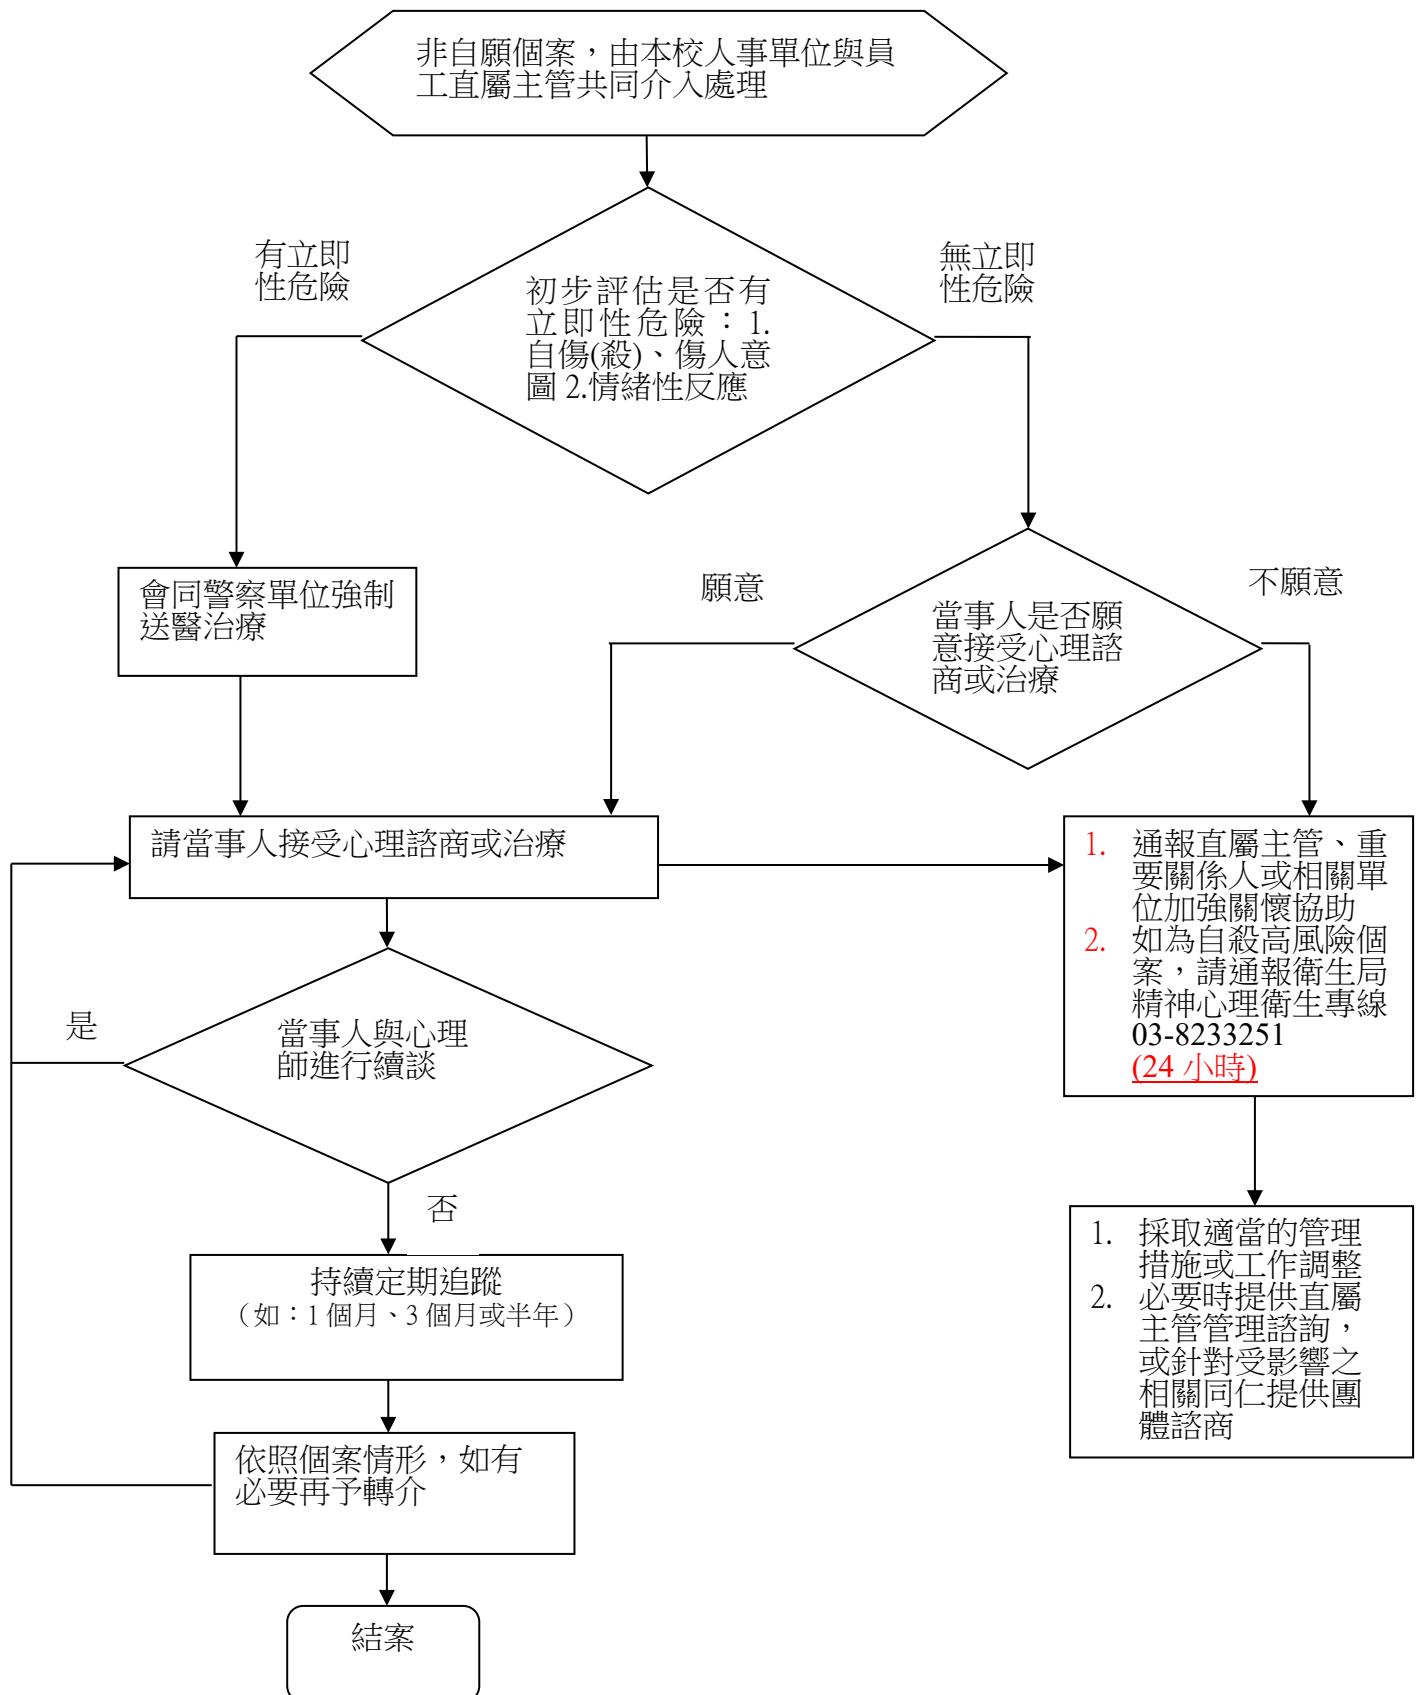 非自願個案，由本校人事單位與員
工直屬主管共同介入處理
有立即
性危險
無立即
性危險
初步評估是否有
立即性危險：1.
自傷(殺)、傷人意
圖 2.情緒性反應
會同警察單位強制
送醫治療
願意
不願意
當事人是否願
意接受心理諮
商或治療
請當事人接受心理諮商或治療
1. 通報直屬主管、重
要關係人或相關單
位加強關懷協助
2. 如為自殺高風險個
案，請通報衛生局
精神心理衛生專線
03-8233251
(24 小時)
是
當事人與心理
師進行續談
否
持續定期追蹤
（如：1 個月、3 個月或半年）
1. 採取適當的管理
措施或工作調整
2. 必要時提供直屬
主管管理諮詢，
或針對受影響之
相關同仁提供團
體諮商
依照個案情形，如有
必要再予轉介
結案